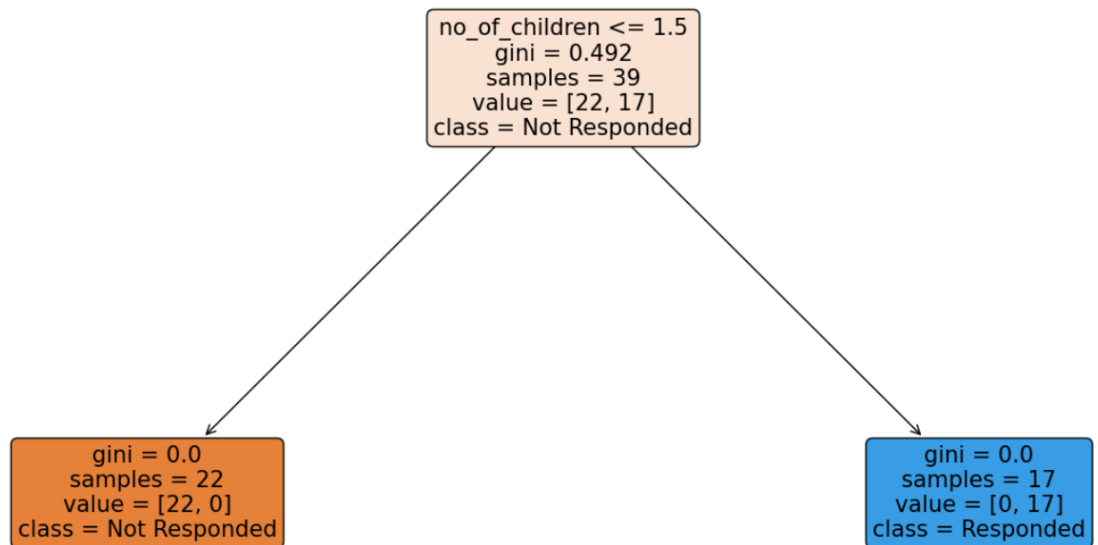 no_of_children <= 1.5
gini = 0.492
samples = 39
value = [22, 17]
class = Not Responded
gini = 0.0
samples = 22
value = [22, 0]
class = Not Responded
gini = 0.0
samples = 17
value = [0, 17]
class = Responded